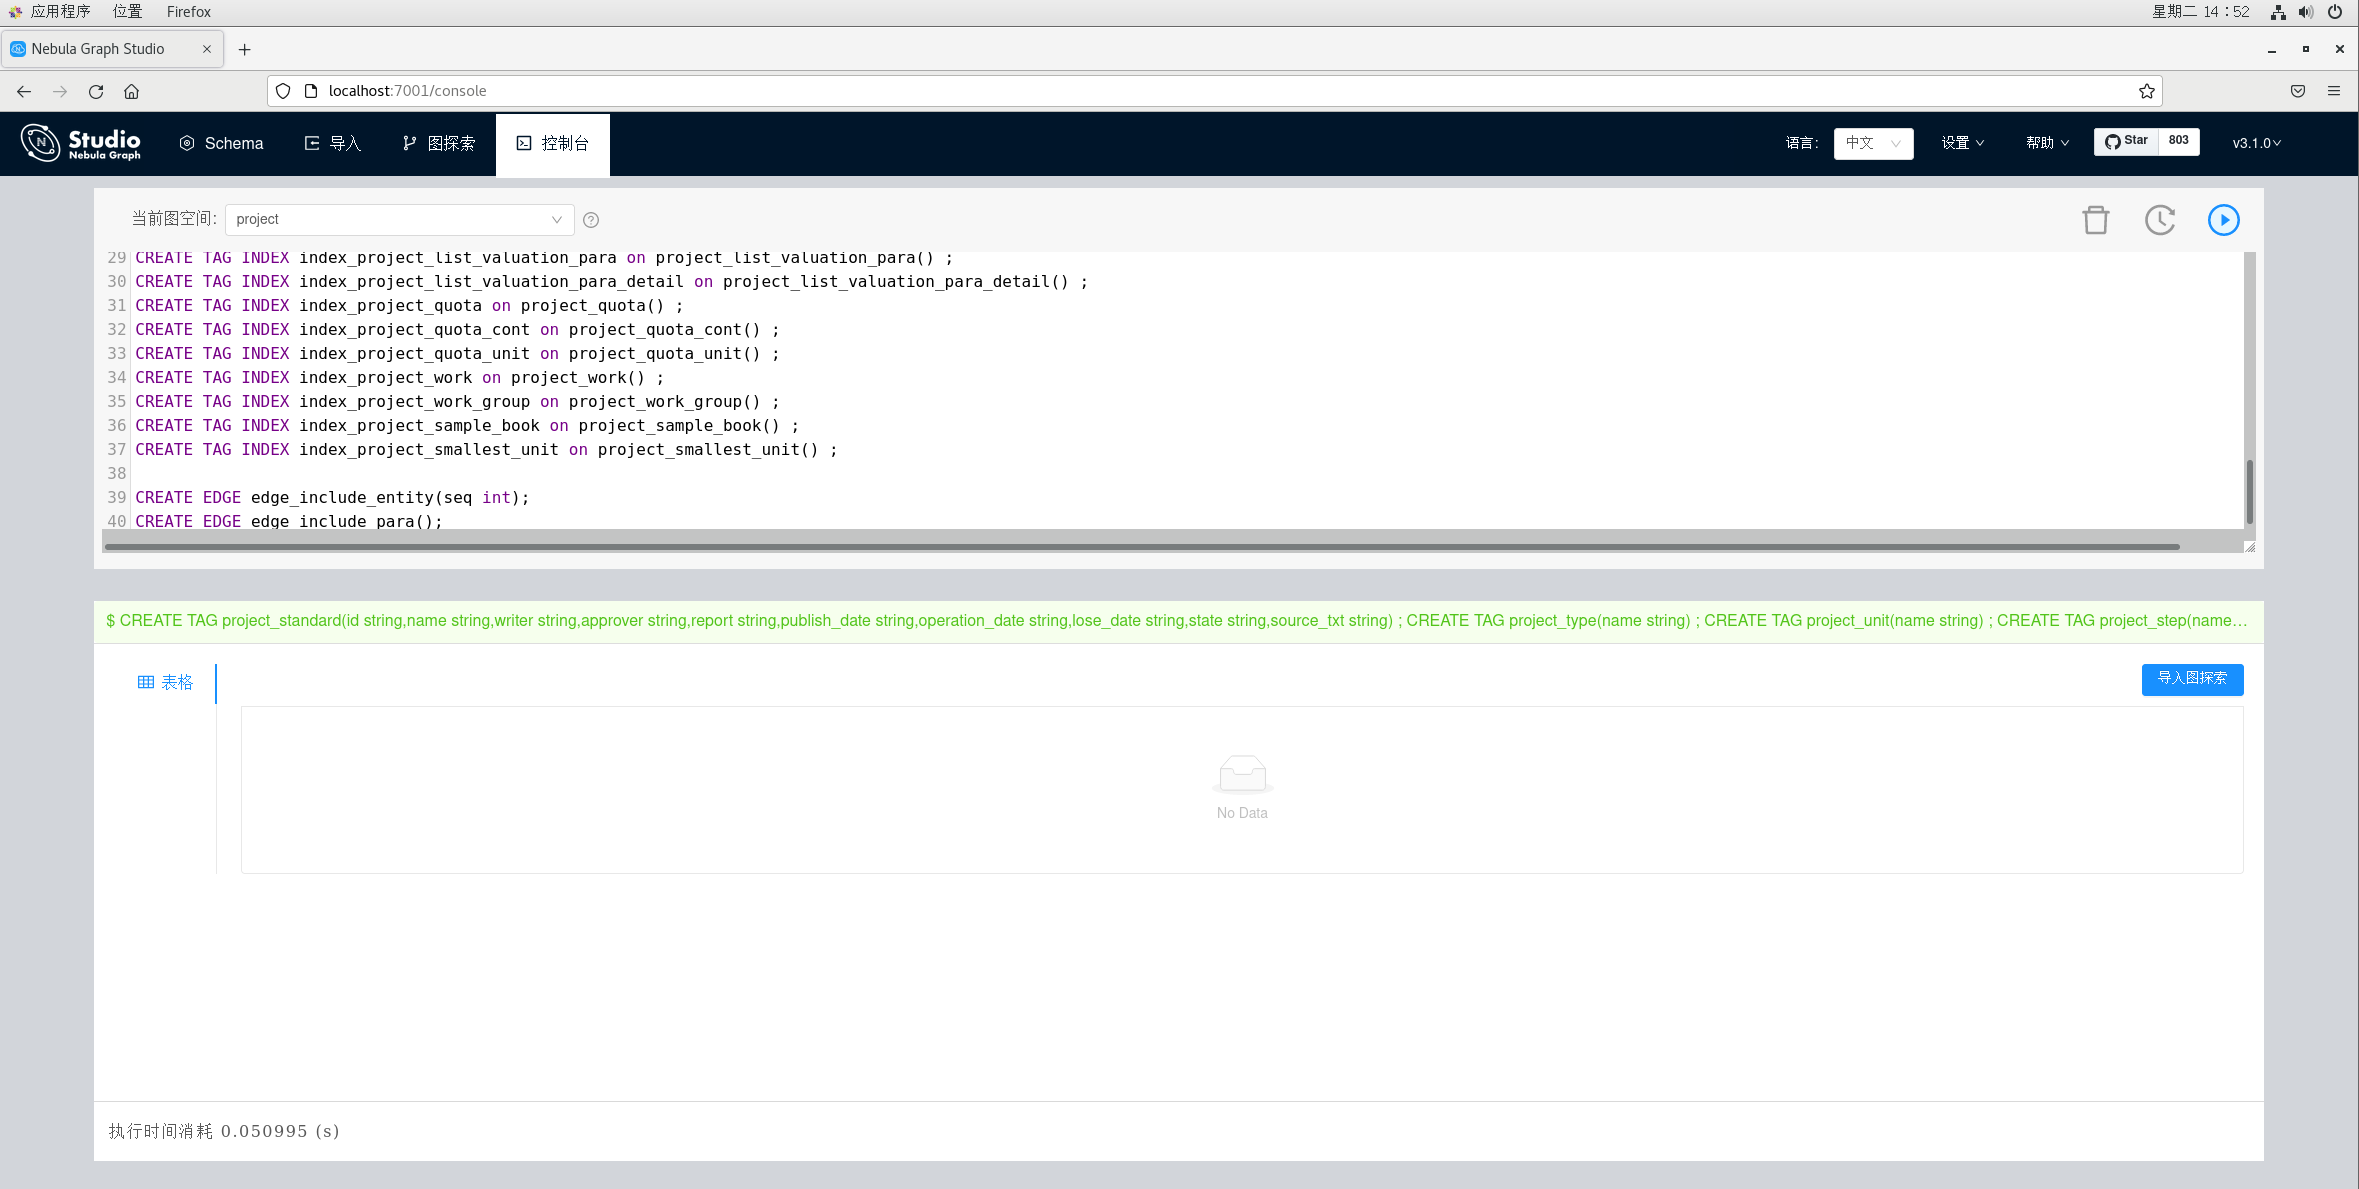 应用程序 位置 Firefox 星期二 14：52
Nebula Graph Studio
localhost:7001/console
Studio Nebula Graph Schema 导入 图探索 控制台 语言： 中文 设置 帮助 Star 803 v3.1.0
当前图空间： project
29 CREATE TAG INDEX index_project_list_valuation_para on project_list_valuation_para() ;
30 CREATE TAG INDEX index_project_list_valuation_para_detail on project_list_valuation_para_detail() ;
31 CREATE TAG INDEX index_project_quota on project_quota() ;
32 CREATE TAG INDEX index_project_quota_cont on project_quota_cont() ;
33 CREATE TAG INDEX index_project_quota_unit on project_quota_unit() ;
34 CREATE TAG INDEX index_project_work on project_work() ;
35 CREATE TAG INDEX index_project_work_group on project_work_group() ;
36 CREATE TAG INDEX index_project_sample_book on project_sample_book() ;
37 CREATE TAG INDEX index_project_smallest_unit on project_smallest_unit() ;
38
39 CREATE EDGE edge_include_entity(seq int);
40 CREATE EDGE edge_include_para();
$ CREATE TAG project_standard(id string,name string,writer string,approver string,report string,publish_date string,operation_date string,lose_date string,state string,source_txt string) ; CREATE TAG project_type(name string) ; CREATE TAG project_unit(name string) ; CREATE TAG project_step(name…
表格 导入图探索
No Data
执行时间消耗 0.050995 (s)